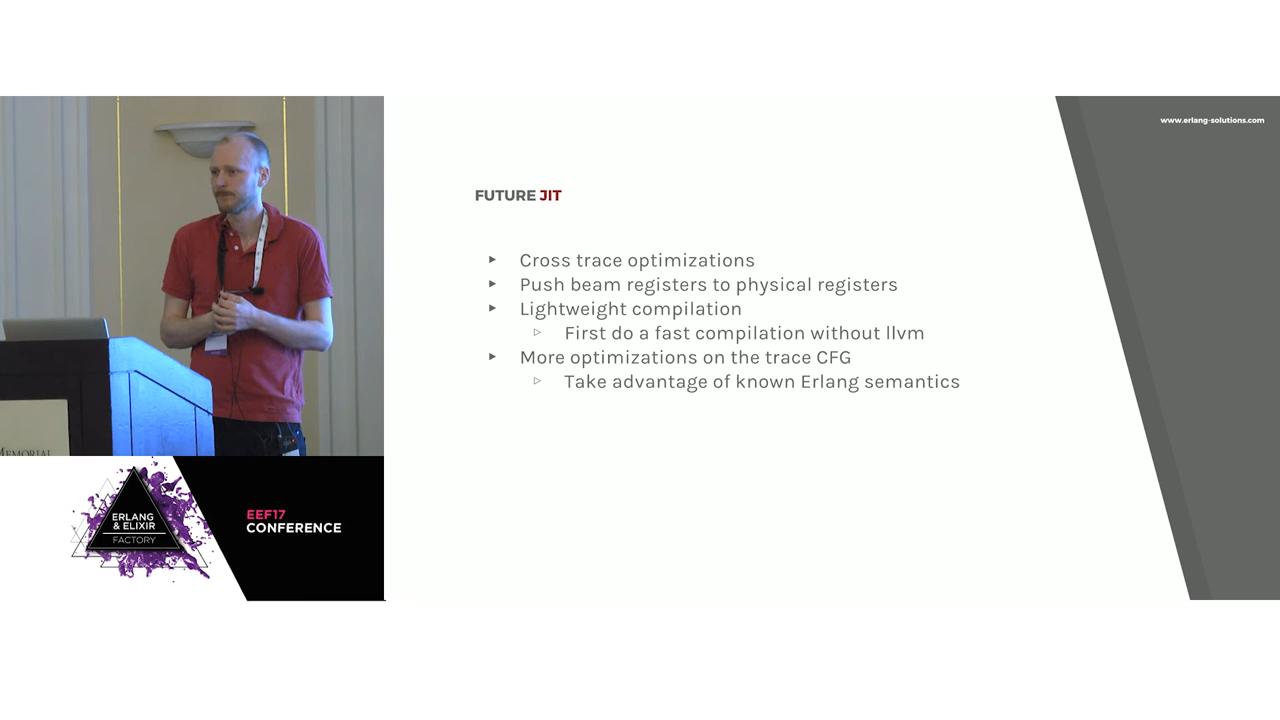 www.erlang-solutions.com
FUTURE JIT
Cross trace optimizations
Push beam registers to physical registers
Lightweight compilation
First do a fast compilation without llvm
More optimizations on the trace CFG
Take advantage of known Erlang semantics
MEMORIAL
ERLANG
& ELIXIR
FACTORY
EEF17
CONFERENCE